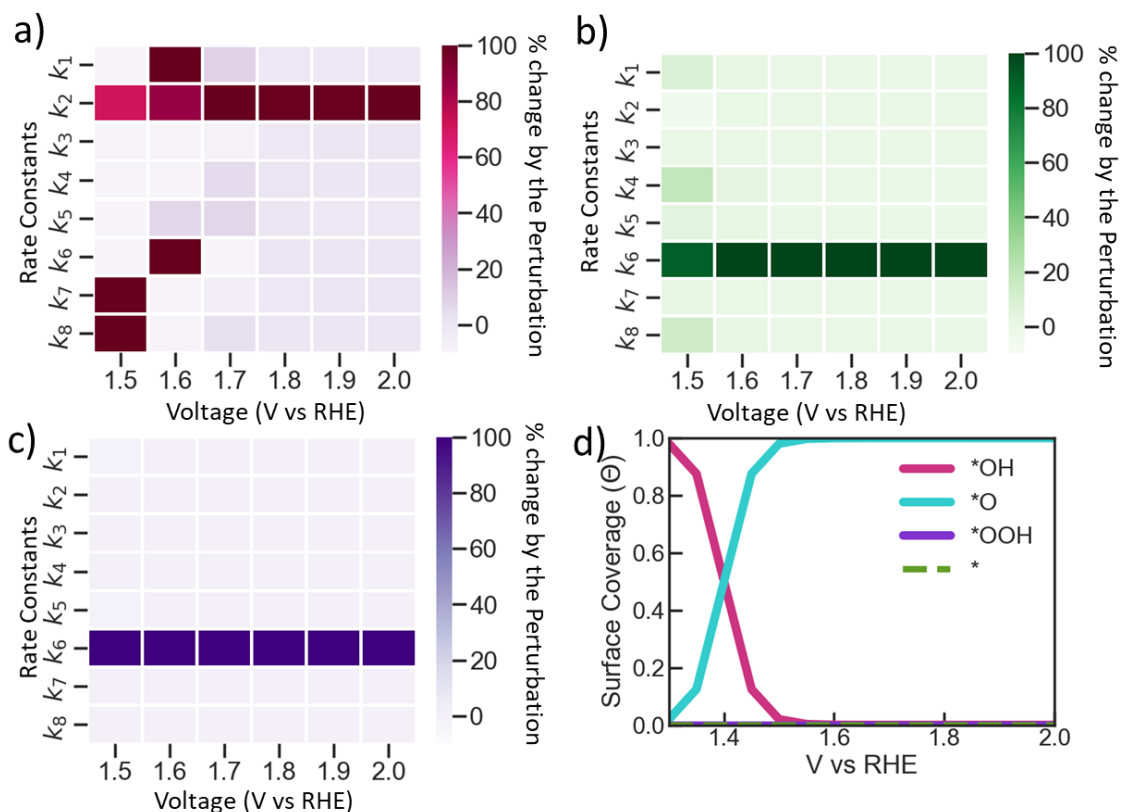 a)
Rate Constants
k1
k2
k3
k4
k5
k6
k7
k8
1.5 1.6 1.7 1.8 1.9 2.0
Voltage (V vs RHE)
100
80
60
40
20
0
% change by the Perturbation
b)
Rate Constants
k1
k2
k3
k4
k5
k6
k7
k8
1.5 1.6 1.7 1.8 1.9 2.0
Voltage (V vs RHE)
100
80
60
40
20
0
% change by the Perturbation
c)
Rate Constants
k1
k2
k3
k4
k5
k6
k7
k8
1.5 1.6 1.7 1.8 1.9 2.0
Voltage (V vs RHE)
100
80
60
40
20
0
% change by the Perturbation
d)
Surface Coverage (Θ)
1.0
0.8
0.6
0.4
0.2
0.0
*OH
*O
*OOH
*
1.4 1.6 1.8 2.0
V vs RHE